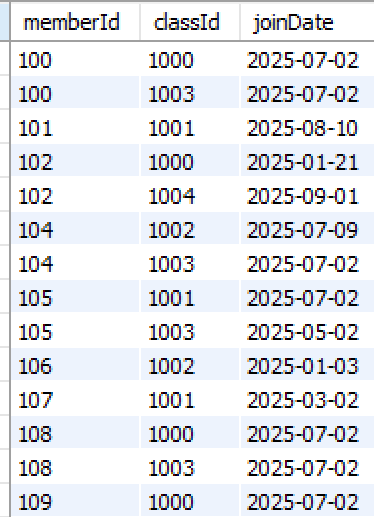 memberId classId joinDate
100 1000 2025-07-02
100 1003 2025-07-02
101 1001 2025-08-10
102 1000 2025-01-21
102 1004 2025-09-01
104 1002 2025-07-09
104 1003 2025-07-02
105 1001 2025-07-02
105 1003 2025-05-02
106 1002 2025-01-03
107 1001 2025-03-02
108 1000 2025-07-02
108 1003 2025-07-02
109 1000 2025-07-02